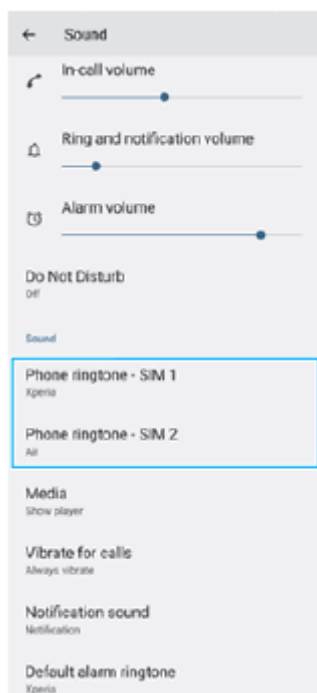 Sound
In-call volume
Ring and notification volume
Alarm volume
Do Not Disturb
Off
Sound
Phone ringtone - SIM 1
Xperia
Phone ringtone - SIM 2
Air
Media
Show player
Vibrate for calls
Always vibrate
Notification sound
Notification
Default alarm ringtone
Xperia